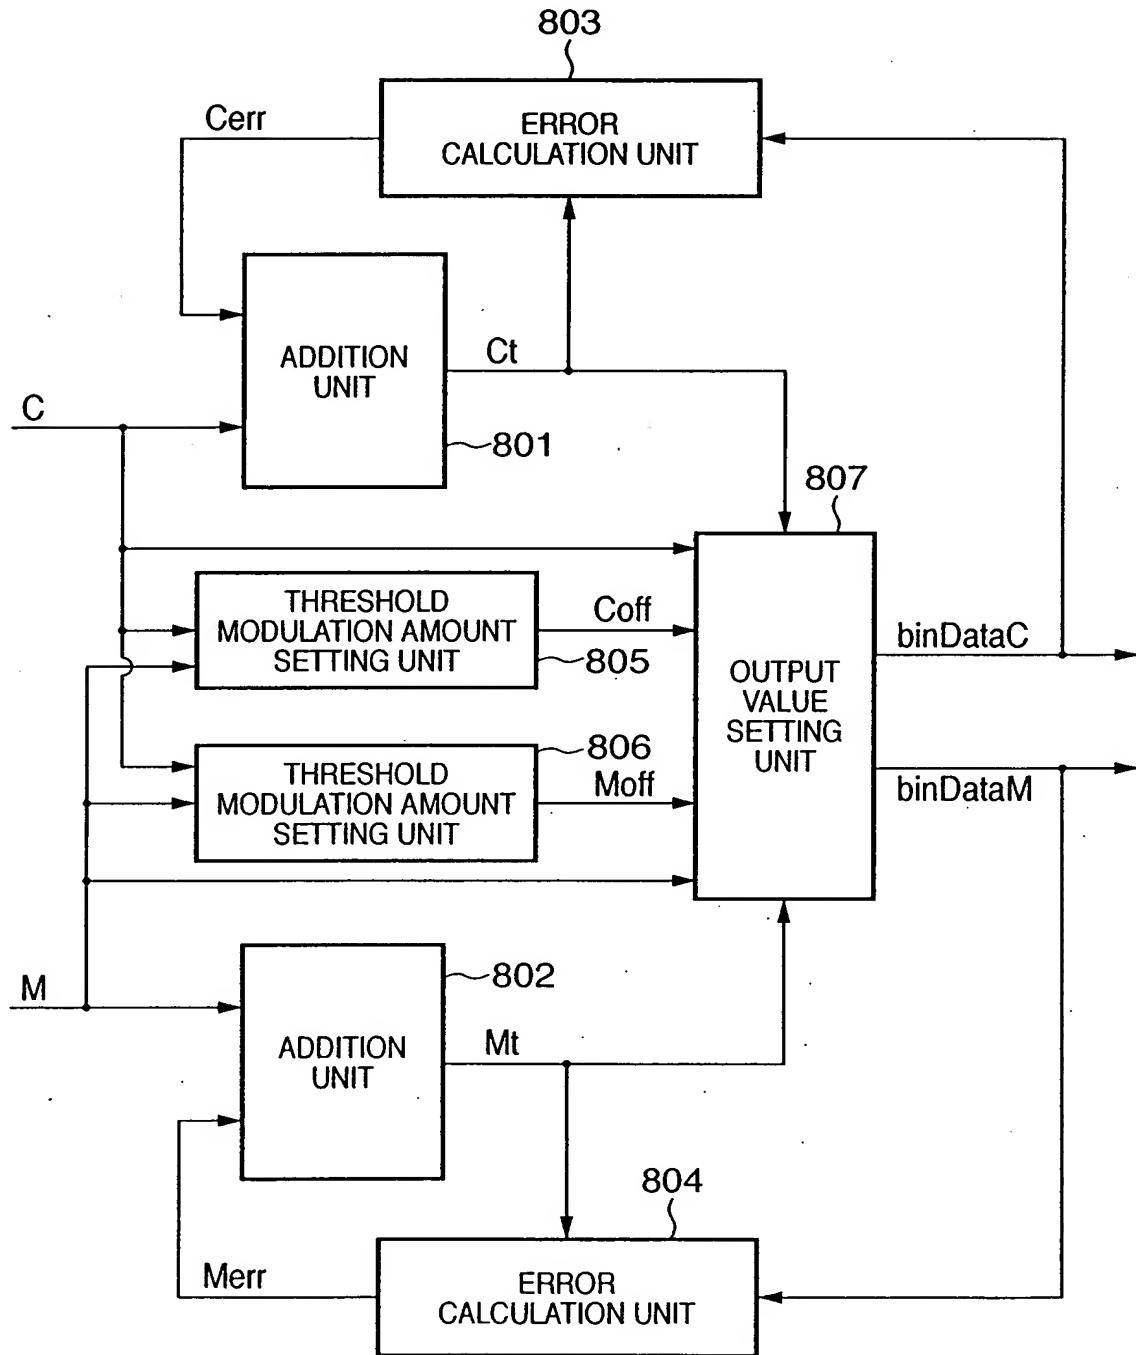 803
ERROR
CALCULATION UNIT
Cerr
ADDITION
UNIT
Ct
C
801
807
THRESHOLD
MODULATION AMOUNT
SETTING UNIT
Coff
805
OUTPUT
VALUE
SETTING
UNIT
binDataC
806
THRESHOLD
MODULATION AMOUNT
SETTING UNIT
Moff
binDataM
M
802
ADDITION
UNIT
Mt
804
Merr
ERROR
CALCULATION UNIT